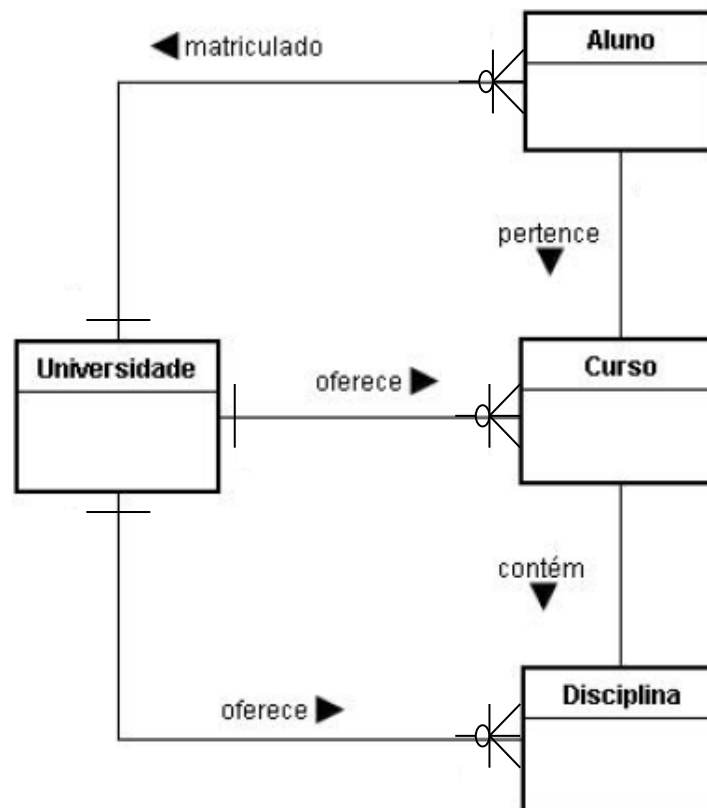 Aluno
matriculado
pertence
Universidade
oferece
Curso
contém
Disciplina
oferece